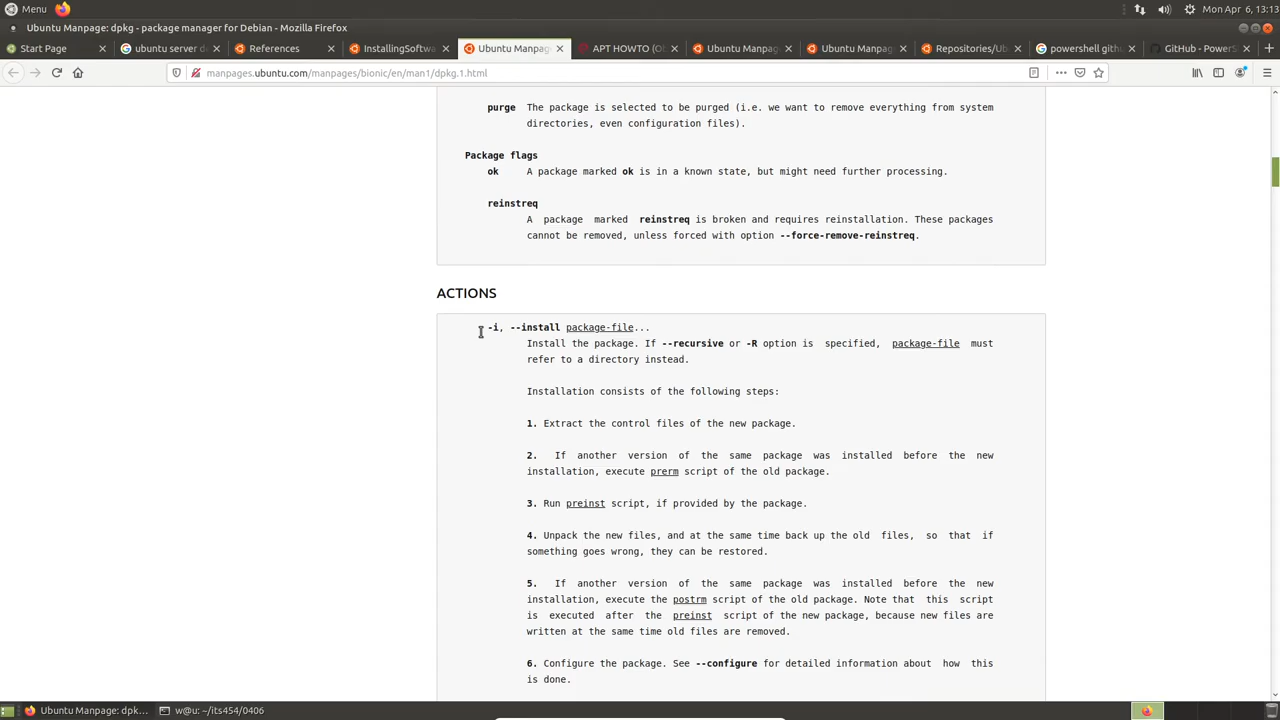 Menu
Mon Apr 6, 13:13
Ubuntu Manpage: dpkg - package manager for Debian - Mozilla Firefox
Start Page
ubuntu server d
References
InstallingSoftwa
Ubuntu Manpag
APT HOWTO (Ob
Ubuntu Manpag
Ubuntu Manpag
Repositories/Ub
powershell gith
GitHub - PowerS
manpages.ubuntu.com/manpages/bionic/en/man1/dpkg.1.html
purge The package is selected to be purged (i.e. we want to remove everything from system
directories, even configuration files).
Package flags
ok A package marked ok is in a known state, but might need further processing.
reinstreq
A package marked reinstreq is broken and requires reinstallation. These packages
cannot be removed, unless forced with option --force-remove-reinstreq.
ACTIONS
-i, --install package-file...
Install the package. If --recursive or -R option is specified, package-file must
refer to a directory instead.
Installation consists of the following steps:
1. Extract the control files of the new package.
2. If another version of the same package was installed before the new
installation, execute prerm script of the old package.
3. Run preinst script, if provided by the package.
4. Unpack the new files, and at the same time back up the old files, so that if
something goes wrong, they can be restored.
5. If another version of the same package was installed before the new
installation, execute the postrm script of the old package. Note that this script
is executed after the preinst script of the new package, because new files are
written at the same time old files are removed.
6. Configure the package. See --configure for detailed information about how this
is done.
Ubuntu Manpage: dpk...
w@u: ~/its454/0406